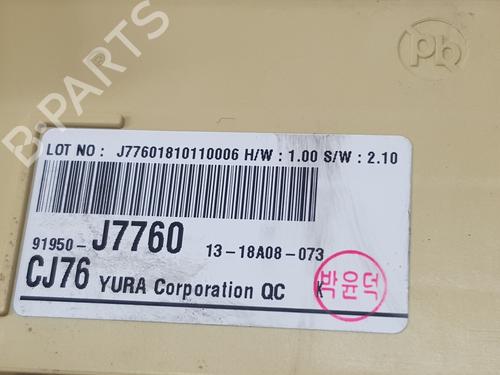 Pb
LOT NO : J77601810110006 H/W : 1.00 S/W : 2.10
91950- J7760 13-18A08-073
CJ76 YURA Corporation QC K
박윤덕
B-PARTS